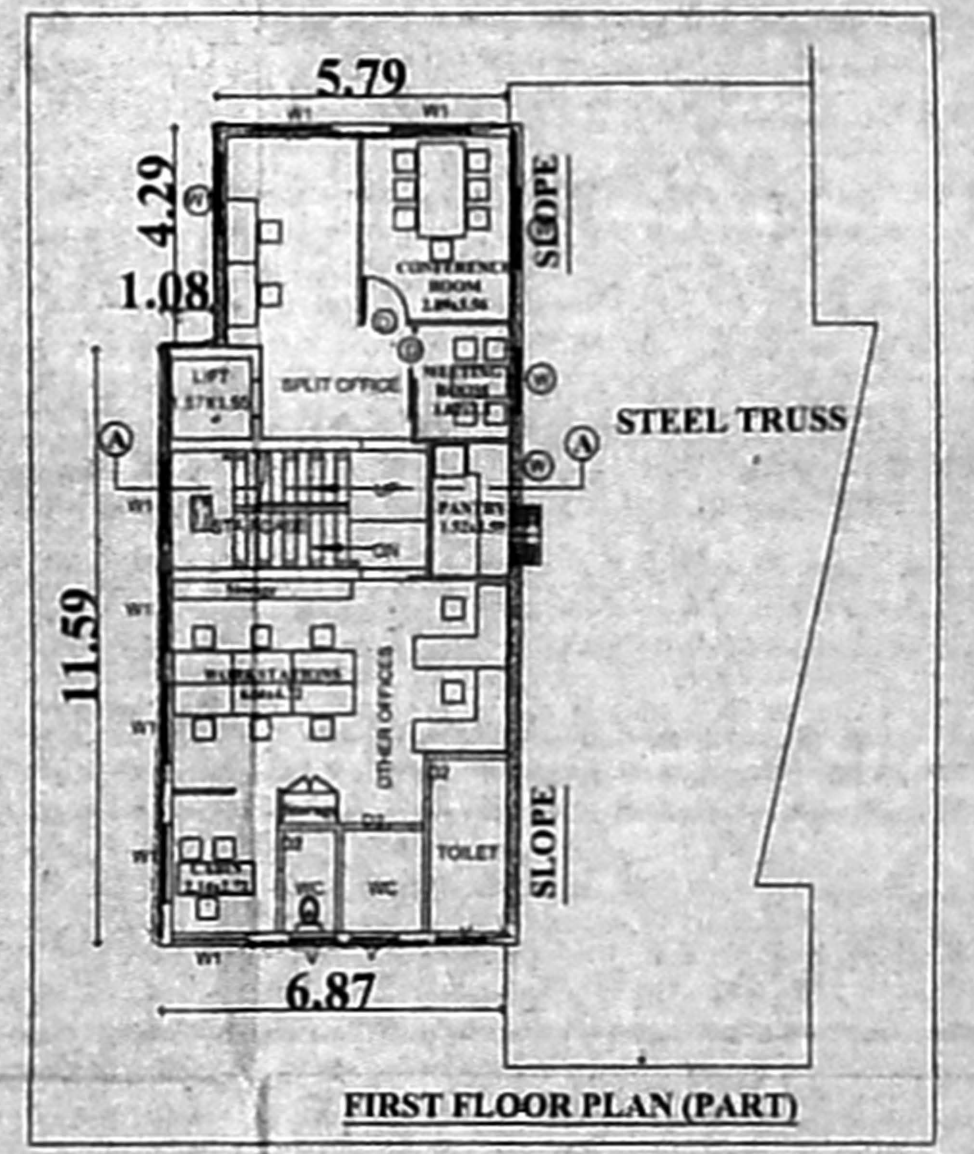 5.79
W1 W1
4.29
W
SLOPE
1.08
CONFERENCE
ROOM
D
D
LIFT
SPLIT OFFICE
MEETING
ROOM
W
STEEL TRUSS
A
A
W
W1
UP
PANTRY
STAIRCASE
DN
Storage
W1
11.59
WORKSTATIONS
OTHER OFFICES
W1
D2
SLOPE
D2
D2
W1
TOILET
CABIN
WC
WC
W1
V
V
6.87
FIRST FLOOR PLAN (PART)